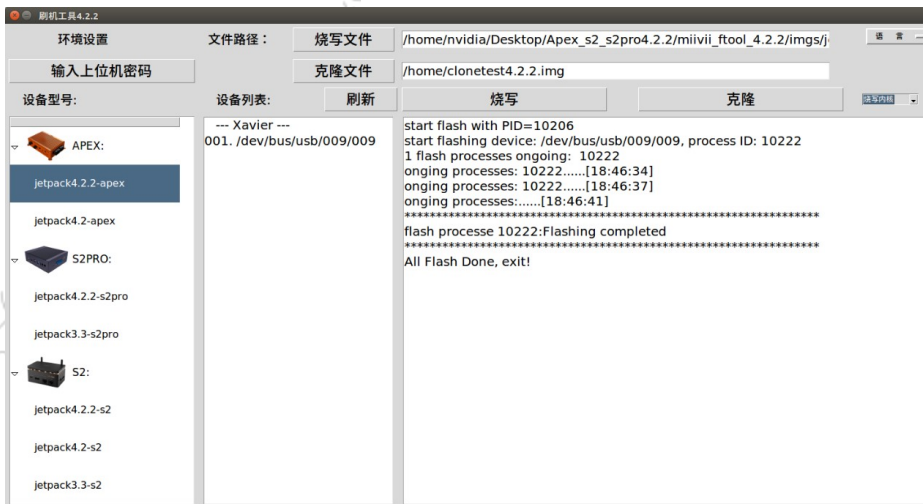 刷机工具4.2.2
环境设置
文件路径：
烧写文件
/home/nvidia/Desktop/Apex_s2_s2pro4.2.2/miivii_ftool_4.2.2/imgs/j
语 言
输入上位机密码
克隆文件
/home/clonetest4.2.2.img
设备型号:
设备列表:
刷新
烧写
克隆
烧写内核
APEX:
jetpack4.2.2-apex
jetpack4.2-apex
S2PRO:
jetpack4.2.2-s2pro
jetpack3.3-s2pro
S2:
jetpack4.2.2-s2
jetpack4.2-s2
jetpack3.3-s2
--- Xavier ---
001. /dev/bus/usb/009/009
start flash with PID=10206
start flashing device: /dev/bus/usb/009/009, process ID: 10222
1 flash processes ongoing: 10222
onging processes: 10222......[18:46:34]
onging processes: 10222......[18:46:37]
onging processes:......[18:46:41]
********************************************************************
flash processe 10222:Flashing completed
********************************************************************
All Flash Done, exit!